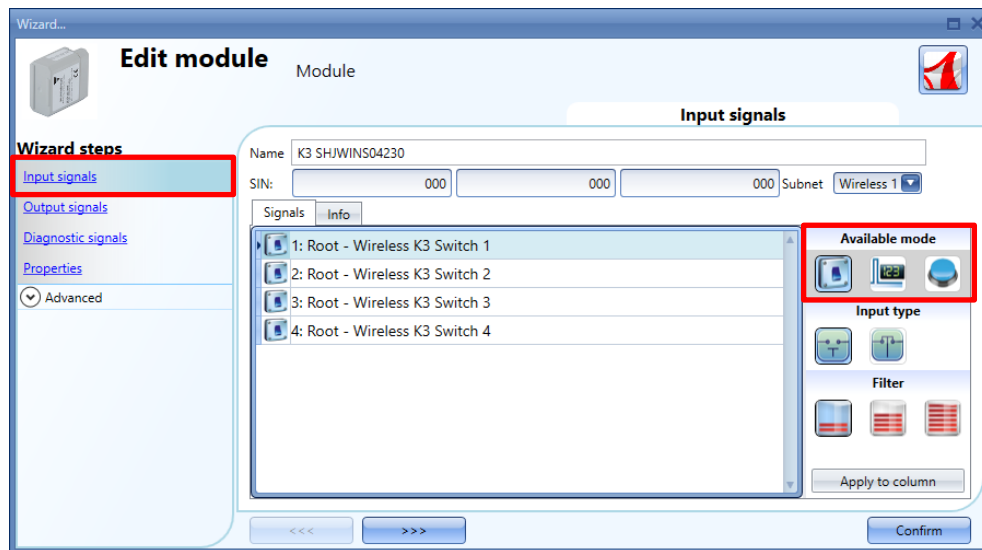 Wizard...
Edit module
Module
Input signals
Wizard steps
Input signals
Output signals
Diagnostic signals
Properties
Advanced
Name K3 SHJWINS04230
SIN: 000 000 000 Subnet Wireless 1
Signals Info
1: Root - Wireless K3 Switch 1
2: Root - Wireless K3 Switch 2
3: Root - Wireless K3 Switch 3
4: Root - Wireless K3 Switch 4
Available mode
123
Input type
Filter
Apply to column
<<< >>> Confirm